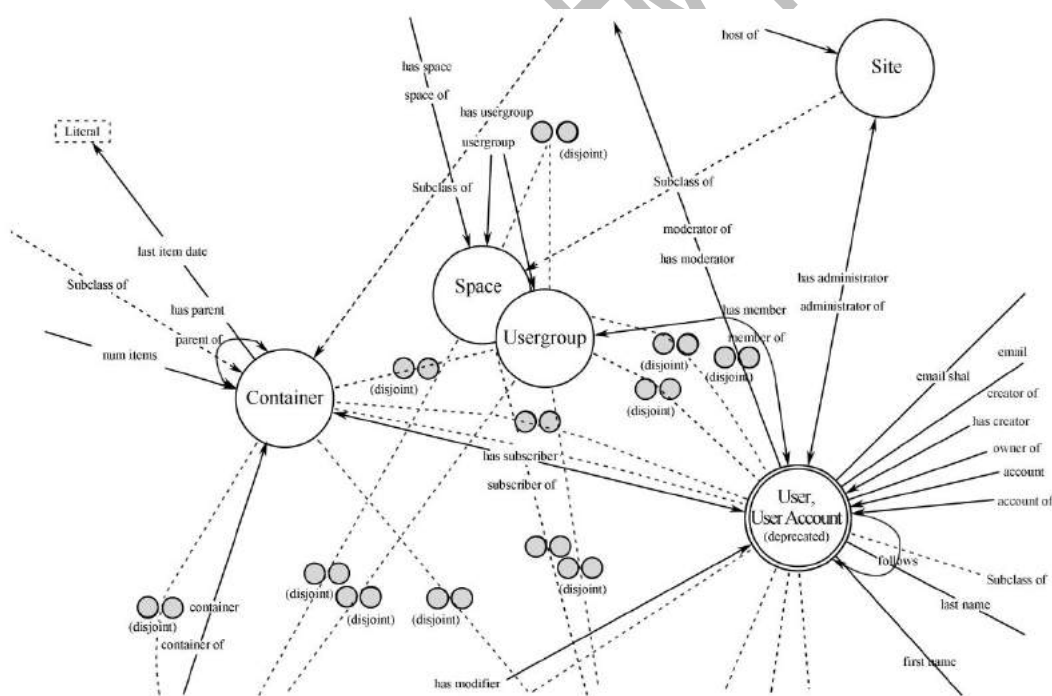 host of
Site
has space
space of
has usergroup
usergroup
(disjoint)
Literal
Subclass of
Subclass of
moderator of
has moderator
last item date
Subclass of
has parent
parent of
num items
Space
Usergroup
has administrator
administrator of
has member
member of
(disjoint)
(disjoint)
(disjoint)
(disjoint)
Container
email
email sha1
creator of
has creator
owner of
account
account of
has subscriber
subscriber of
User,
User Account
(deprecated)
follows
Subclass of
last name
first name
(disjoint)
(disjoint)
(disjoint)
(disjoint)
(disjoint)
container
container of
has modifier